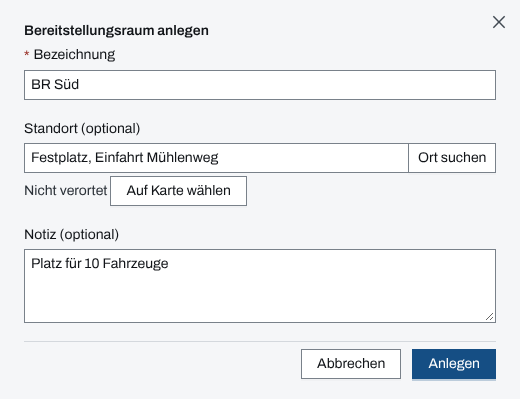 Bereitstellungsraum anlegen
* Bezeichnung
BR Süd
Standort (optional)
Festplatz, Einfahrt Mühlenweg
Ort suchen
Nicht verortet
Auf Karte wählen
Notiz (optional)
Platz für 10 Fahrzeuge
Abbrechen
Anlegen